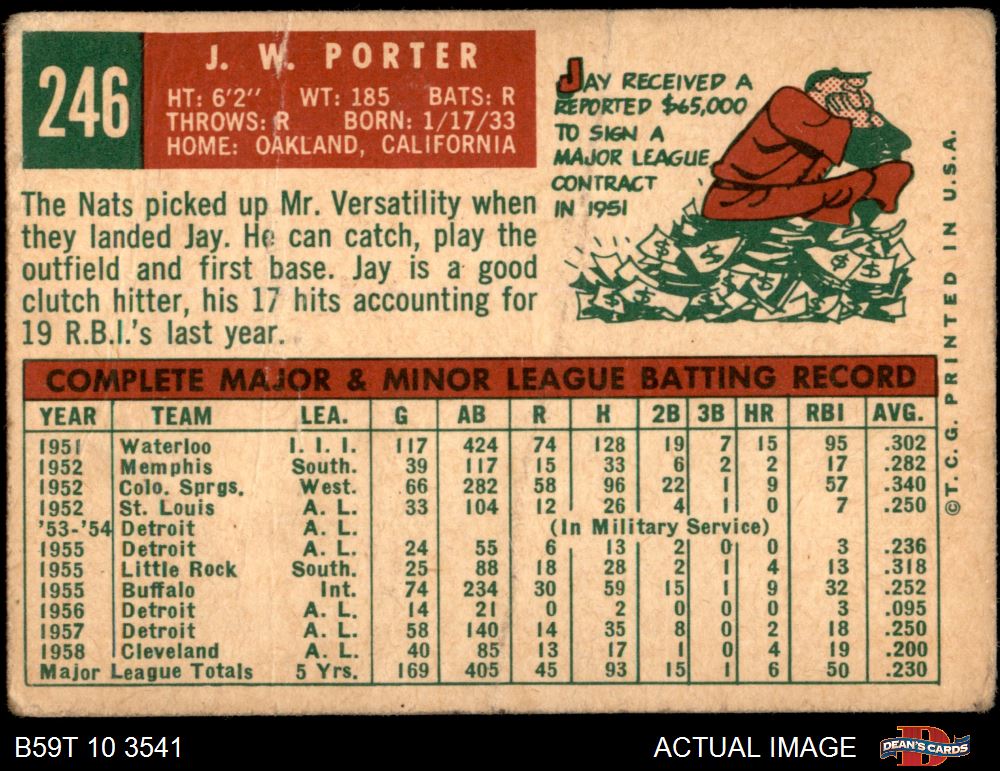 246
J. W. PORTER
HT: 6'2" WT: 185 BATS: R
THROWS: R BORN: 1/17/33
HOME: OAKLAND, CALIFORNIA
JAY RECEIVED A
REPORTED $65,000
TO SIGN A
MAJOR LEAGUE
CONTRACT
IN 1951
The Nats picked up Mr. Versatility when
they landed Jay. He can catch, play the
outfield and first base. Jay is a good
clutch hitter, his 17 hits accounting for
19 R.B.I.'s last year.
COMPLETE MAJOR & MINOR LEAGUE BATTING RECORD
YEAR TEAM LEA. G AB R H 2B 3B HR RBI AVG.
1951 Waterloo I. I. I. 117 424 74 128 19 7 15 95 .302
1952 Memphis South. 39 117 15 33 6 2 2 17 .282
1952 Colo. Sprgs. West. 66 282 58 96 22 1 9 57 .340
1952 St. Louis A. L. 33 104 12 26 4 1 0 7 .250
'53-'54 Detroit A. L. (In Military Service)
1955 Detroit A. L. 24 55 6 13 2 0 0 3 .236
1955 Little Rock South. 25 88 18 28 2 1 4 13 .318
1955 Buffalo Int. 74 234 30 59 15 1 9 32 .252
1956 Detroit A. L. 14 21 0 2 0 0 0 3 .095
1957 Detroit A. L. 58 140 14 35 8 0 2 18 .250
1958 Cleveland A. L. 40 85 13 17 1 0 4 19 .200
Major League Totals 5 Yrs. 169 405 45 93 15 1 6 50 .230
© T. C. G. PRINTED IN U.S.A.
B59T 10 3541
ACTUAL IMAGE
DEAN'S CARDS